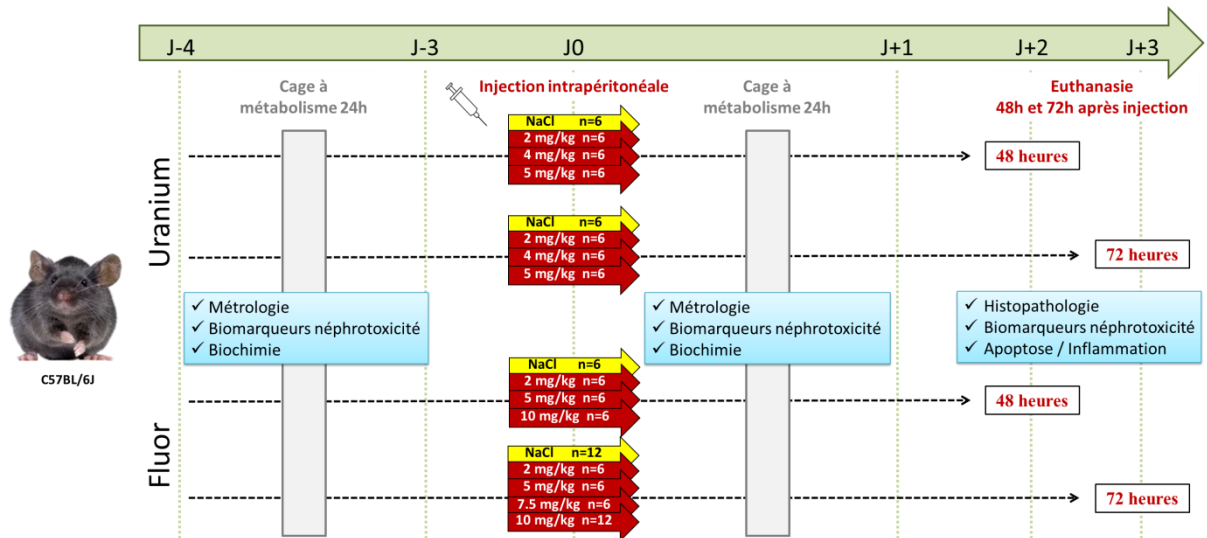 J-4 J-3 J0 J+1 J+2 J+3
Cage à
métabolisme 24h
Injection intrapéritonéale
Cage à
métabolisme 24h
Euthanasie
48h et 72h après injection
Uranium
NaCl n=6
2 mg/kg n=6
4 mg/kg n=6
5 mg/kg n=6
48 heures
NaCl n=6
2 mg/kg n=6
4 mg/kg n=6
5 mg/kg n=6
72 heures
✓ Métrologie
✓ Biomarqueurs néphrotoxicité
✓ Biochimie
✓ Métrologie
✓ Biomarqueurs néphrotoxicité
✓ Biochimie
✓ Histopathologie
✓ Biomarqueurs néphrotoxicité
✓ Apoptose / Inflammation
C57BL/6J
Fluor
NaCl n=6
2 mg/kg n=6
5 mg/kg n=6
10 mg/kg n=6
48 heures
NaCl n=12
2 mg/kg n=6
5 mg/kg n=6
7.5 mg/kg n=6
10 mg/kg n=12
72 heures